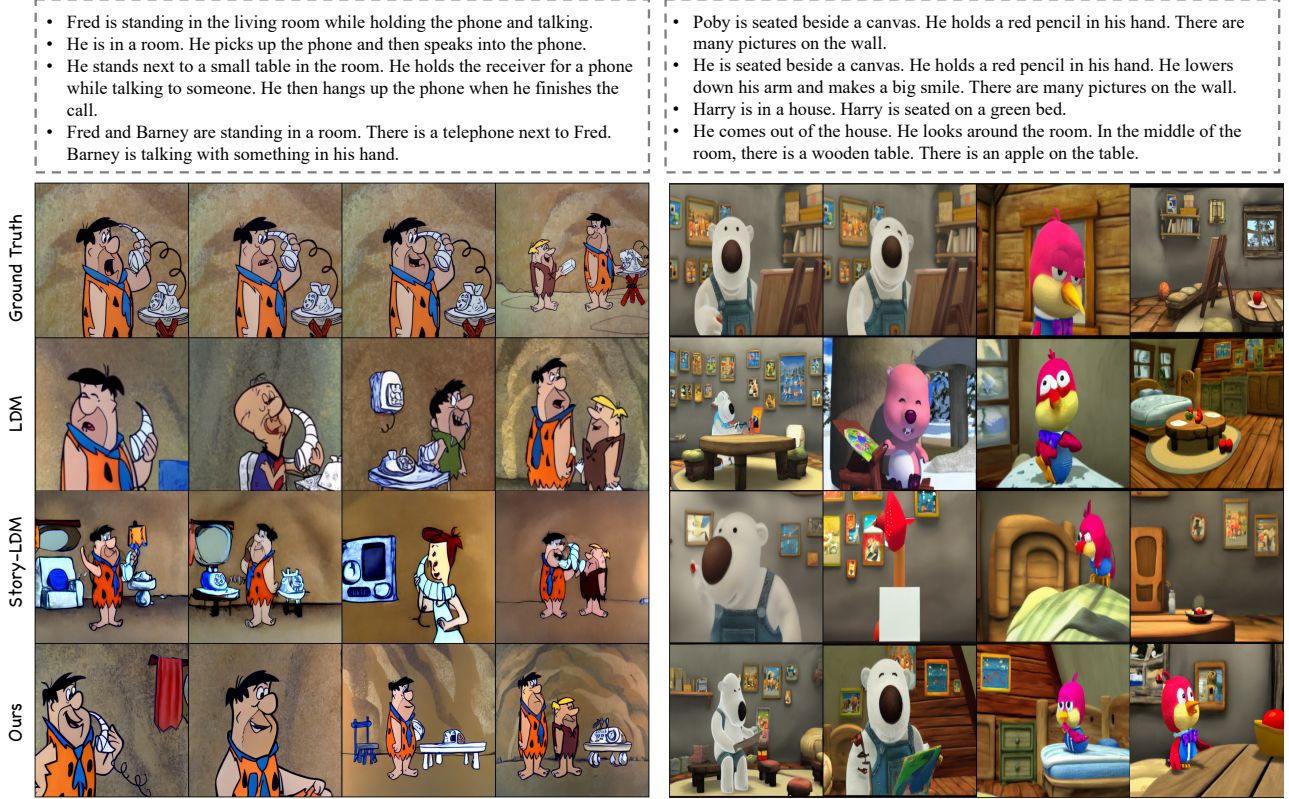 • Fred is standing in the living room while holding the phone and talking.
• He is in a room. He picks up the phone and then speaks into the phone.
• He stands next to a small table in the room. He holds the receiver for a phone
while talking to someone. He then hangs up the phone when he finishes the
call.
• Fred and Barney are standing in a room. There is a telephone next to Fred.
Barney is talking with something in his hand.
• Poby is seated beside a canvas. He holds a red pencil in his hand. There are
many pictures on the wall.
• He is seated beside a canvas. He holds a red pencil in his hand. He lowers
down his arm and makes a big smile. There are many pictures on the wall.
• Harry is in a house. Harry is seated on a green bed.
• He comes out of the house. He looks around the room. In the middle of the
room, there is a wooden table. There is an apple on the table.
Ground Truth
LDM
Story-LDM
Ours